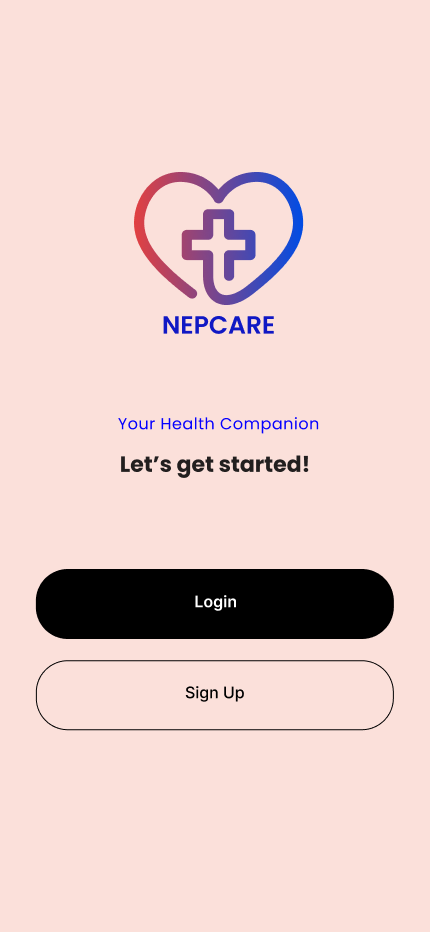 NEPCARE
Your Health Companion
Let’s get started!
Login
Sign Up